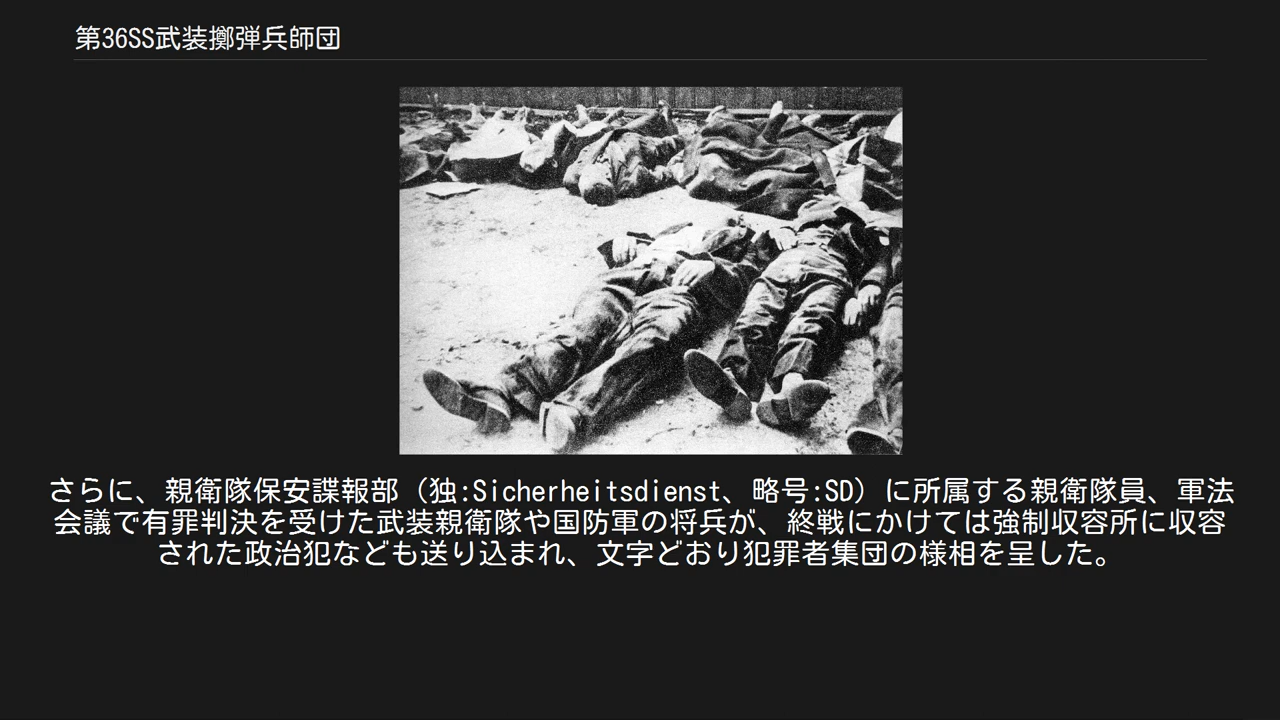 第36SS武装擲弾兵師団
さらに、親衛隊保安諜報部（独:Sicherheitsdienst、略号:SD）に所属する親衛隊員、軍法
会議で有罪判決を受けた武装親衛隊や国防軍の将兵が、終戦にかけては強制収容所に収容
された政治犯なども送り込まれ、文字どおり犯罪者集団の様相を呈した。